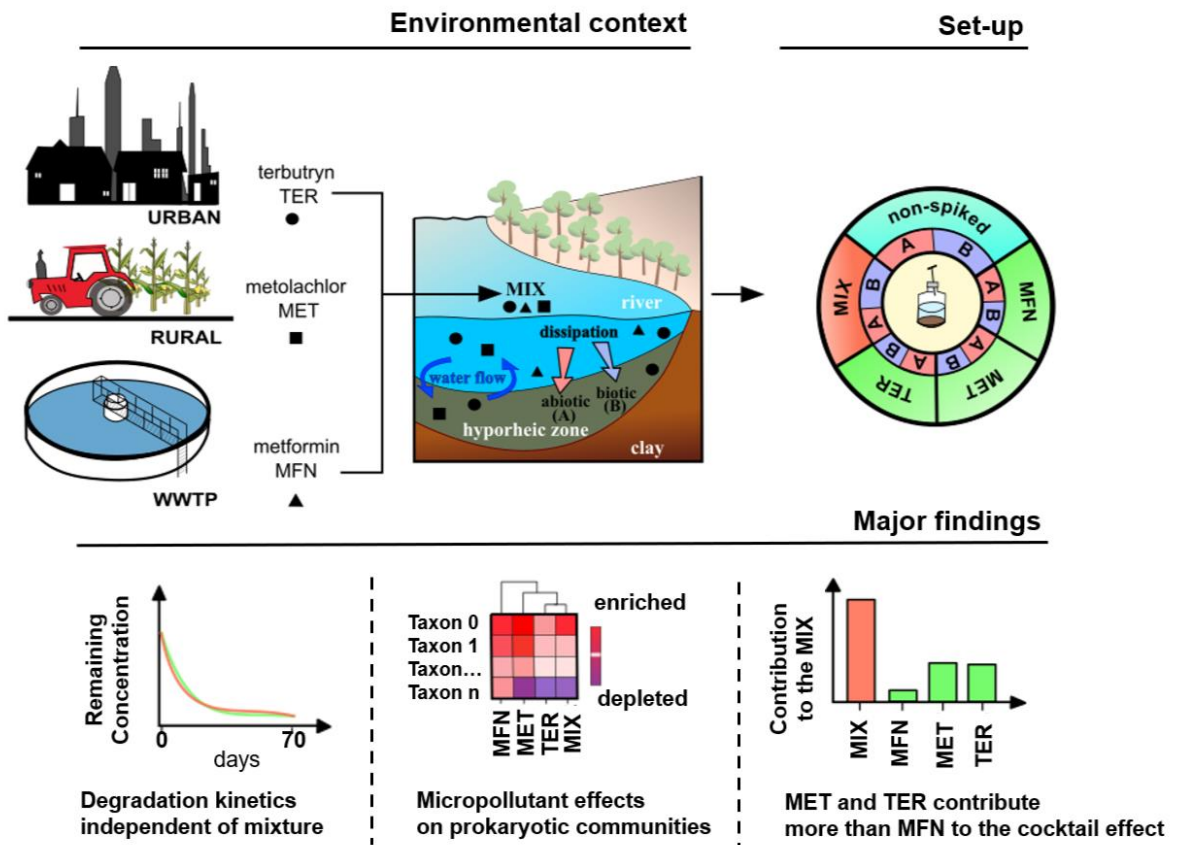 Environmental context
Set-up
terbutryn
TER
URBAN
metolachlor
MET
RURAL
metformin
MFN
WWTP
MIX
river
dissipation
water flow
abiotic
(A)
biotic
(B)
hyporheic zone
clay
non-spiked
A
B
MFN
A
B
MET
A
B
TER
A
B
MIX
A
B
Major findings
Remaining
Concentration
0
70
days
Degradation kinetics
independent of mixture
Taxon 0
Taxon 1
Taxon...
Taxon n
MFN
MET
TER
MIX
enriched
depleted
Micropollutant effects
on prokaryotic communities
Contribution
to the MIX
MIX
MFN
MET
TER
MET and TER contribute
more than MFN to the cocktail effect